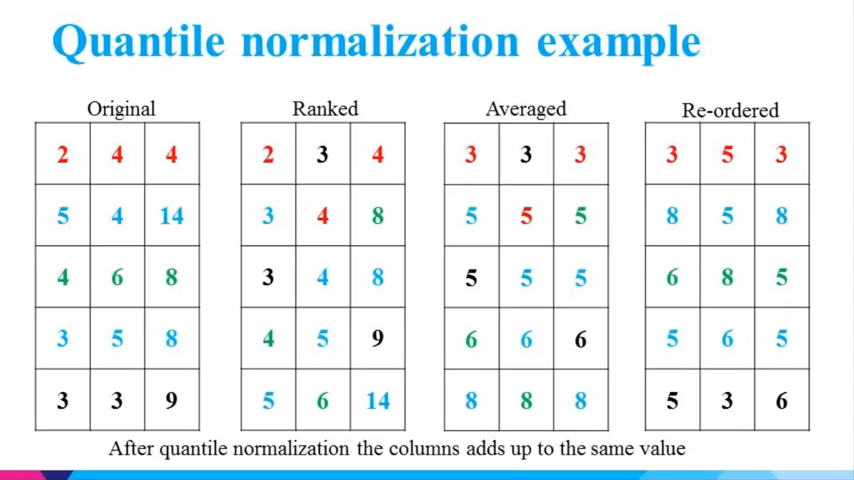 Quantile normalization example
Original Ranked Averaged Re-ordered
2 4 4 2 3 4 3 3 3 3 5 3
5 4 14 3 4 8 5 5 5 8 5 8
4 6 8 3 4 8 5 5 5 6 8 5
3 5 8 4 5 9 6 6 6 5 6 5
3 3 9 5 6 14 8 8 8 5 3 6
After quantile normalization the columns adds up to the same value